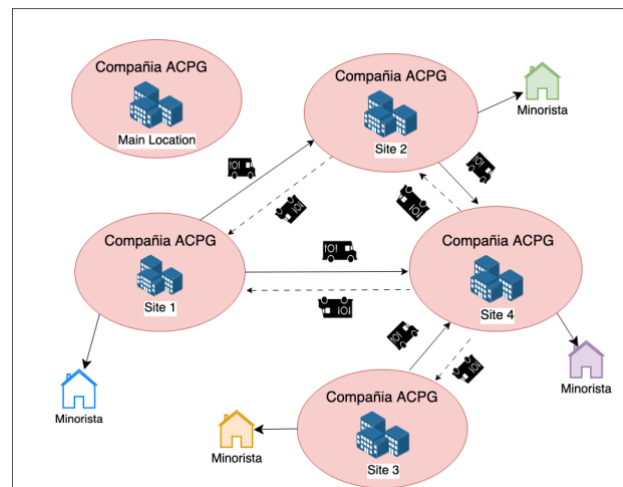 Compañia ACPG
Main Location
Compañia ACPG
Site 2
Minorista
Compañia ACPG
Site 1
Compañia ACPG
Site 4
Minorista
Minorista
Compañia ACPG
Site 3
Minorista